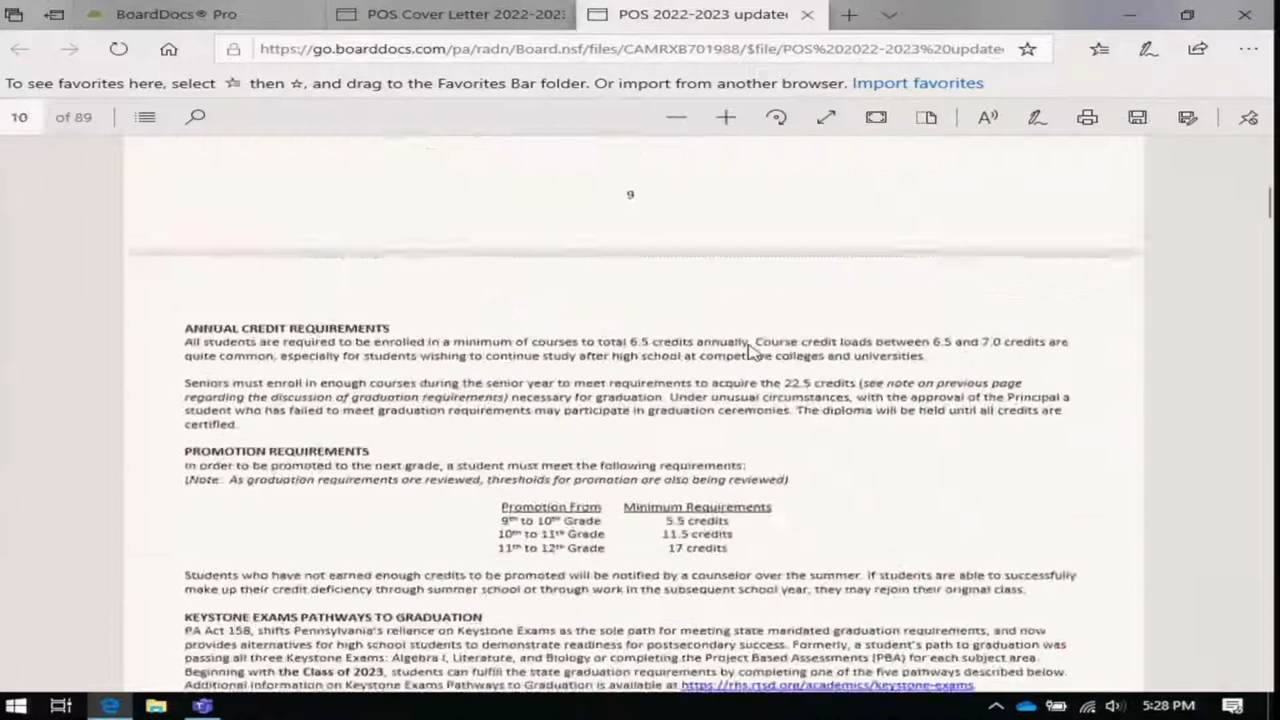 BoardDocs® Pro
POS Cover Letter 2022-202
POS 2022-2023 update
https://go.boarddocs.com/pa/radn/Board.nsf/files/CAMRXB701988/$file/POS%202022-2023%20update
To see favorites here, select ☆ then ☆, and drag to the Favorites Bar folder. Or import from another browser. Import favorites
10 of 89
9
ANNUAL CREDIT REQUIREMENTS
All students are required to be enrolled in a minimum of courses to total 6.5 credits annually. Course credit loads between 6.5 and 7.0 credits are
quite common, especially for students wishing to continue study after high school at competitive colleges and universities.
Seniors must enroll in enough courses during the senior year to meet requirements to acquire the 22.5 credits (see note on previous page
regarding the discussion of graduation requirements) necessary for graduation. Under unusual circumstances, with the approval of the Principal a
student who has failed to meet graduation requirements may participate in graduation ceremonies. The diploma will be held until all credits are
certified.
PROMOTION REQUIREMENTS
In order to be promoted to the next grade, a student must meet the following requirements:
(Note: As graduation requirements are reviewed, thresholds for promotion are also being reviewed)
Promotion From Minimum Requirements
9th to 10th Grade 5.5 credits
10th to 11th Grade 11.5 credits
11th to 12th Grade 17 credits
Students who have not earned enough credits to be promoted will be notified by a counselor over the summer. If students are able to successfully
make up their credit deficiency through summer school or through work in the subsequent school year, they may rejoin their original class.
KEYSTONE EXAMS PATHWAYS TO GRADUATION
PA Act 158, shifts Pennsylvania's reliance on Keystone Exams as the sole path for meeting state mandated graduation requirements, and now
provides alternatives for high school students to demonstrate readiness for postsecondary success. Formerly, a student's path to graduation was
passing all three Keystone Exams: Algebra I, Literature, and Biology or completing the Project Based Assessments (PBA) for each subject area.
Beginning with the Class of 2023, students can fulfill the state graduation requirements by completing one of the five pathways described below.
Additional information on Keystone Exams Pathways to Graduation is available at https://rhs.rtsd.org/academics/keystone-exams.
5:28 PM